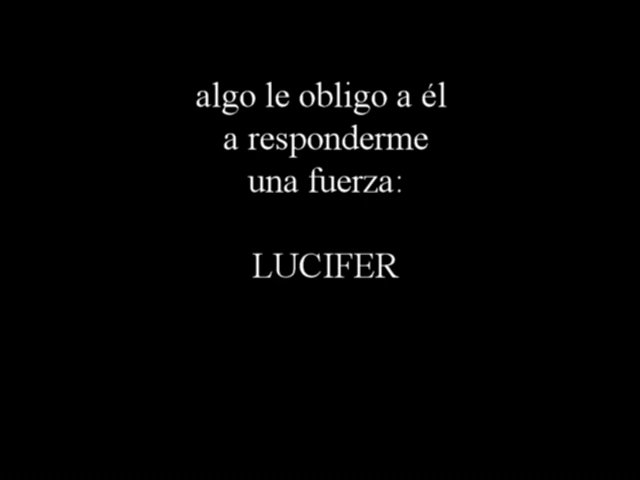 algo le obligo a él
a responderme
una fuerza:
LUCIFER